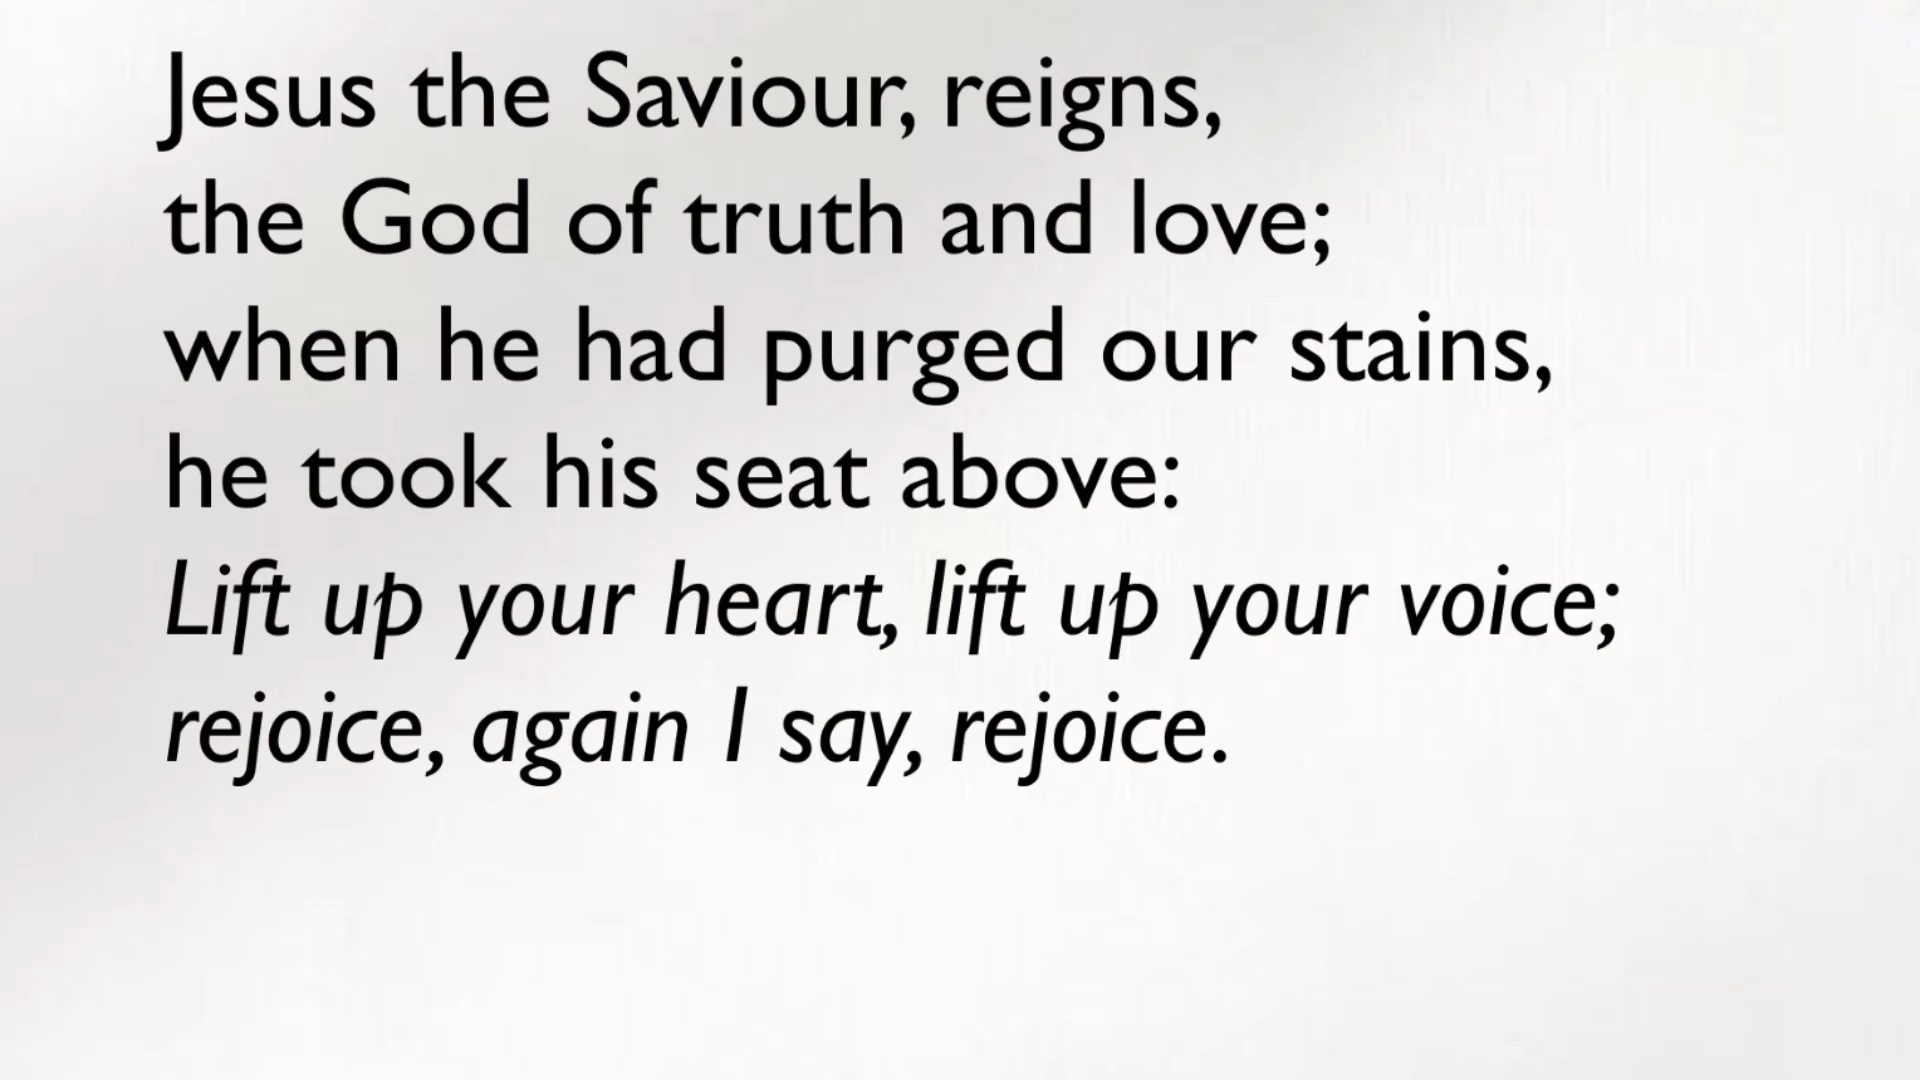 Jesus the Saviour, reigns,
the God of truth and love;
when he had purged our stains,
he took his seat above:
Lift up your heart, lift up your voice;
rejoice, again I say, rejoice.